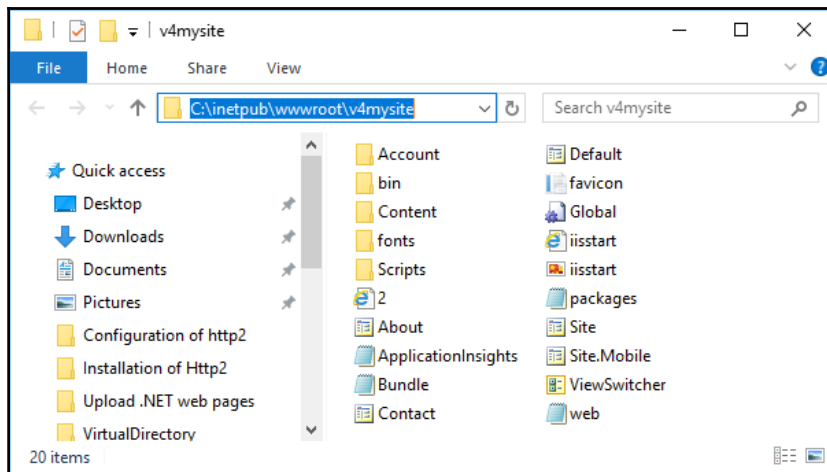 v4mysite
File Home Share View
C:\inetpub\wwwroot\v4mysite Search v4mysite
Quick access
Desktop
Downloads
Documents
Pictures
Configuration of http2
Installation of Http2
Upload .NET web pages
VirtualDirectory
Account
bin
Content
fonts
Scripts
2
About
ApplicationInsights
Bundle
Contact
Default
favicon
Global
iisstart
iisstart
packages
Site
Site.Mobile
ViewSwitcher
web
20 items